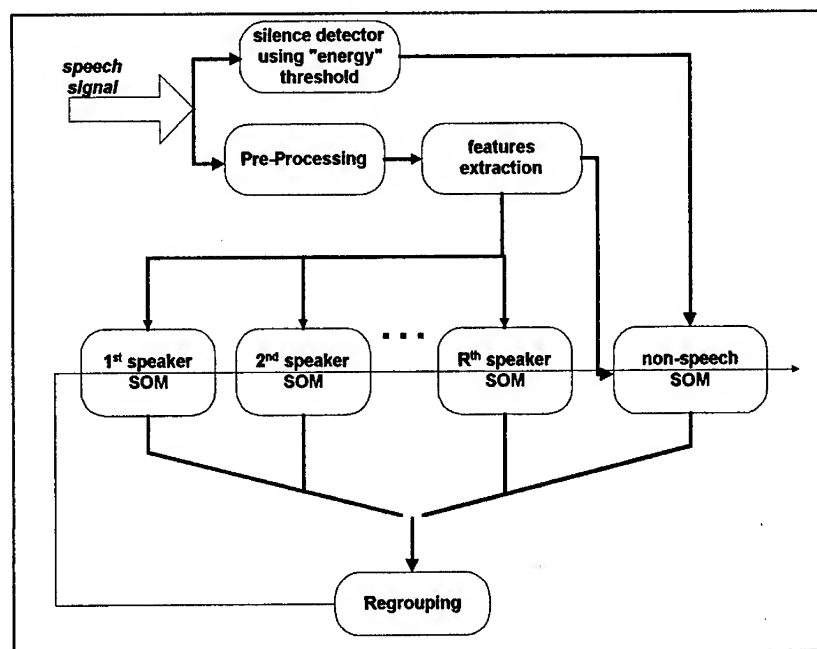 silence detector
using "energy"
threshold
speech
signal
Pre-Processing
features
extraction
1st speaker
SOM
2nd speaker
SOM
...
Rth speaker
SOM
non-speech
SOM
Regrouping